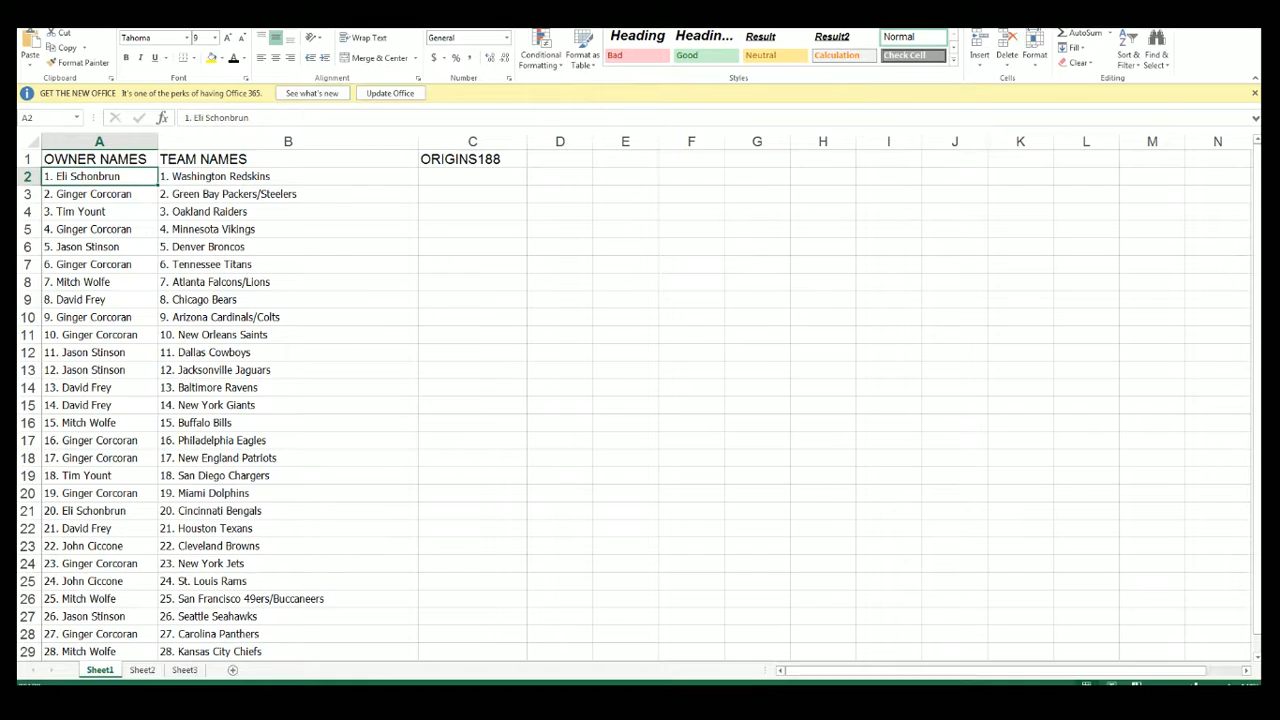 Cut
Copy
Format Painter
Paste
Clipboard
Tahoma 9 A A
B I U A
Font
Wrap Text
Merge & Center
Alignment
General
$ % ,
Number
Conditional Formatting
Format as Table
Heading Headin... Result Result2 Normal
Bad Good Neutral Calculation Check Cell
Styles
Insert Delete Format
Cells
AutoSum
Fill
Clear
Sort & Filter
Find & Select
Editing
GET THE NEW OFFICE It's one of the perks of having Office 365. See what's new Update Office
A2 fx 1. Eli Schonbrun
A B C D E F G H I J K L M N
1 OWNER NAMES TEAM NAMES ORIGINS188
2 1. Eli Schonbrun 1. Washington Redskins
3 2. Ginger Corcoran 2. Green Bay Packers/Steelers
4 3. Tim Yount 3. Oakland Raiders
5 4. Ginger Corcoran 4. Minnesota Vikings
6 5. Jason Stinson 5. Denver Broncos
7 6. Ginger Corcoran 6. Tennessee Titans
8 7. Mitch Wolfe 7. Atlanta Falcons/Lions
9 8. David Frey 8. Chicago Bears
10 9. Ginger Corcoran 9. Arizona Cardinals/Colts
11 10. Ginger Corcoran 10. New Orleans Saints
12 11. Jason Stinson 11. Dallas Cowboys
13 12. Jason Stinson 12. Jacksonville Jaguars
14 13. David Frey 13. Baltimore Ravens
15 14. David Frey 14. New York Giants
16 15. Mitch Wolfe 15. Buffalo Bills
17 16. Ginger Corcoran 16. Philadelphia Eagles
18 17. Ginger Corcoran 17. New England Patriots
19 18. Tim Yount 18. San Diego Chargers
20 19. Ginger Corcoran 19. Miami Dolphins
21 20. Eli Schonbrun 20. Cincinnati Bengals
22 21. David Frey 21. Houston Texans
23 22. John Ciccone 22. Cleveland Browns
24 23. Ginger Corcoran 23. New York Jets
25 24. John Ciccone 24. St. Louis Rams
26 25. Mitch Wolfe 25. San Francisco 49ers/Buccaneers
27 26. Jason Stinson 26. Seattle Seahawks
28 27. Ginger Corcoran 27. Carolina Panthers
29 28. Mitch Wolfe 28. Kansas City Chiefs
Sheet1 Sheet2 Sheet3